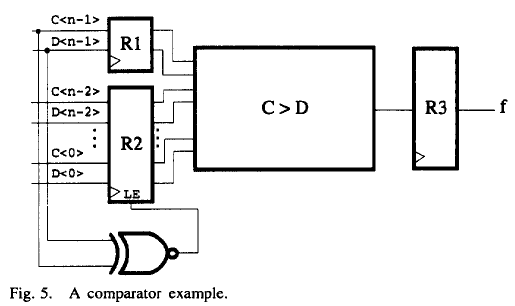 C<n-1>
D<n-1>
R1
C<n-2>
D<n-2>
C<0>
D<0>
R2
LE
C > D
R3
f
Fig. 5. A comparator example.